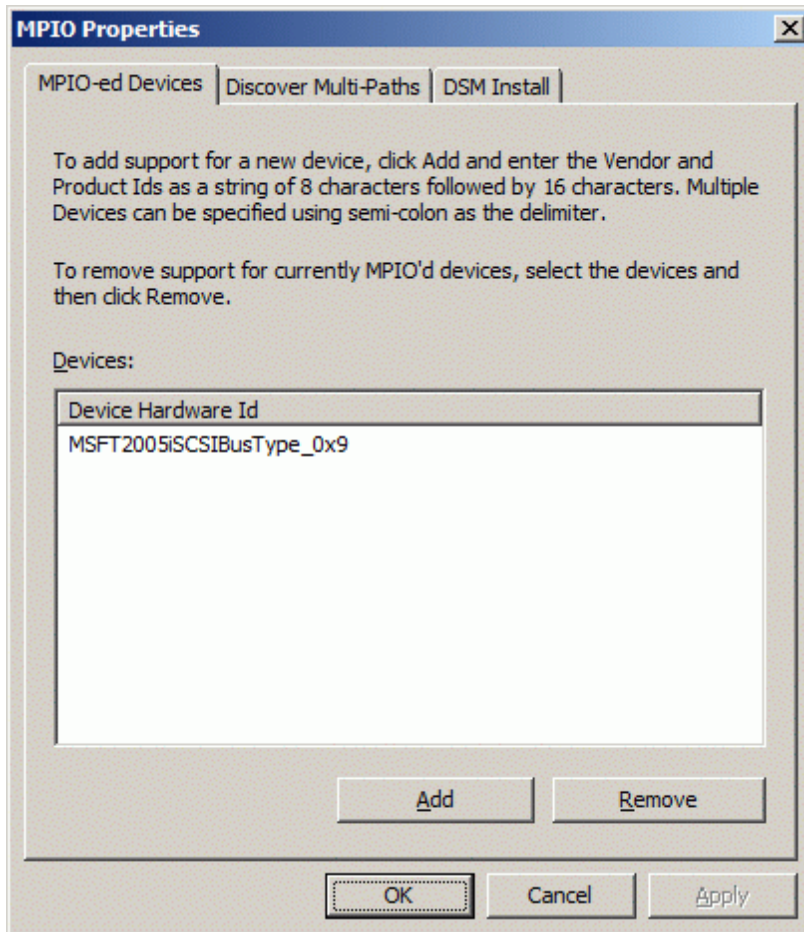 MPIO Properties
MPIO-ed Devices Discover Multi-Paths DSM Install
To add support for a new device, click Add and enter the Vendor and
Product Ids as a string of 8 characters followed by 16 characters. Multiple
Devices can be specified using semi-colon as the delimiter.
To remove support for currently MPIO'd devices, select the devices and
then click Remove.
Devices:
Device Hardware Id
MSFT2005iSCSIBusType_0x9
Add Remove
OK Cancel Apply